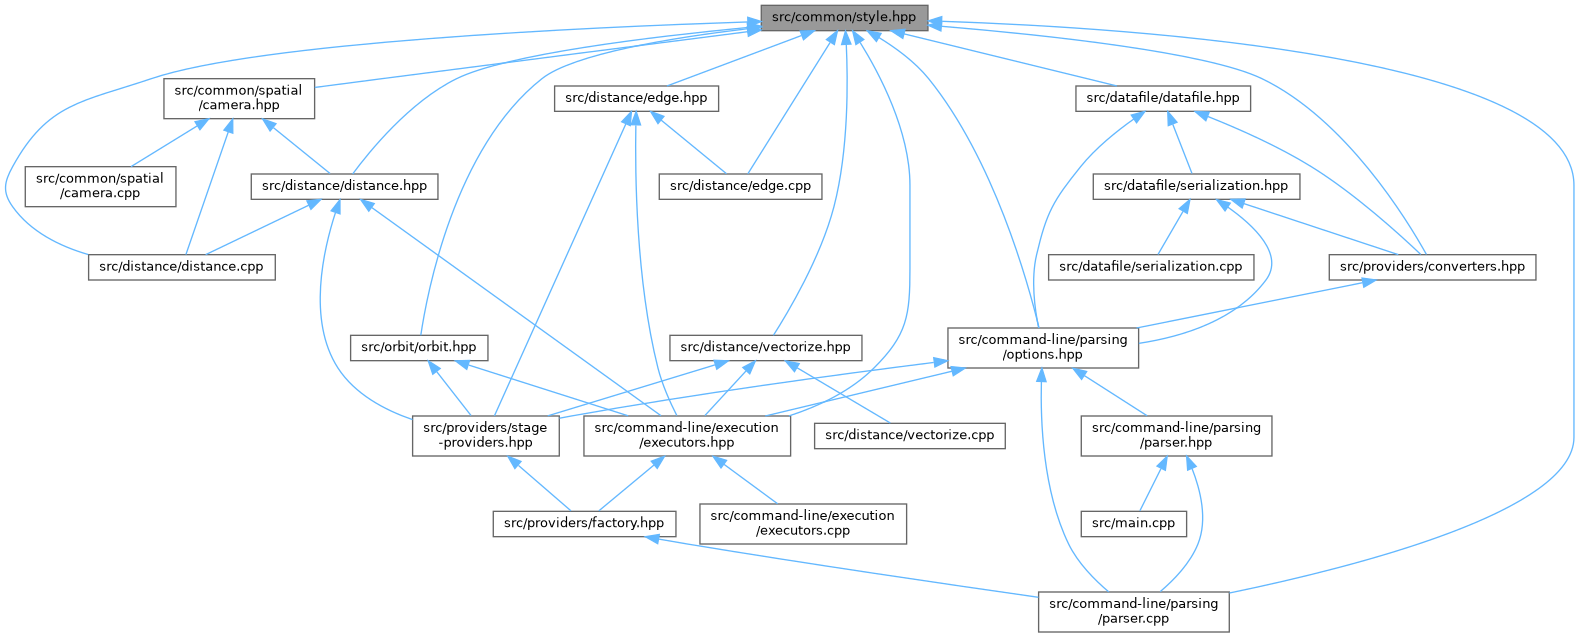 src/common/style.hpp
src/common/spatial
/camera.hpp
src/distance/edge.hpp
src/datafile/datafile.hpp
src/common/spatial
/camera.cpp
src/distance/distance.hpp
src/distance/edge.cpp
src/datafile/serialization.hpp
src/distance/distance.cpp
src/datafile/serialization.cpp
src/providers/converters.hpp
src/orbit/orbit.hpp
src/distance/vectorize.hpp
src/command-line/parsing
/options.hpp
src/providers/stage
-providers.hpp
src/command-line/execution
/executors.hpp
src/distance/vectorize.cpp
src/command-line/parsing
/parser.hpp
src/providers/factory.hpp
src/command-line/execution
/executors.cpp
src/main.cpp
src/command-line/parsing
/parser.cpp